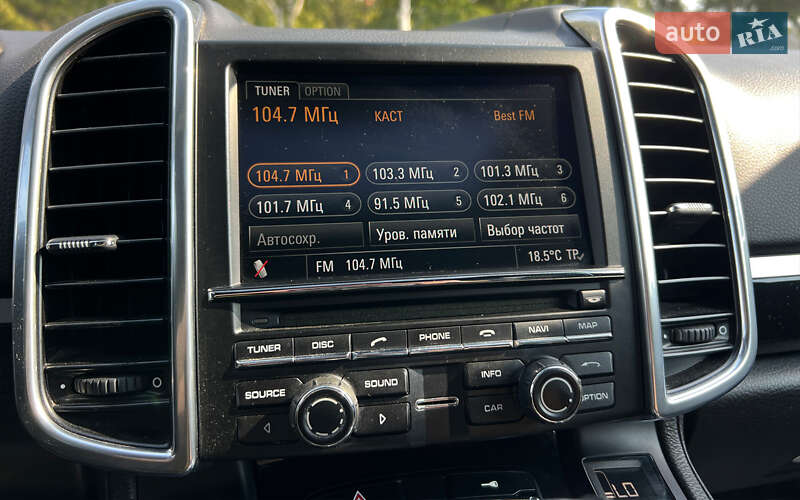 auto RIA
.com
TUNER OPTION
104.7 МГц КАСТ Best FM
104.7 МГц 1 103.3 МГц 2 101.3 МГц 3
101.7 МГц 4 91.5 МГц 5 102.1 МГц 6
Автосохр. Уров. памяти Выбор частот
FM 104.7 МГц 18.5°C TP
TUNER DISC PHONE NAVI MAP
SOURCE SOUND INFO
CAR OPTION